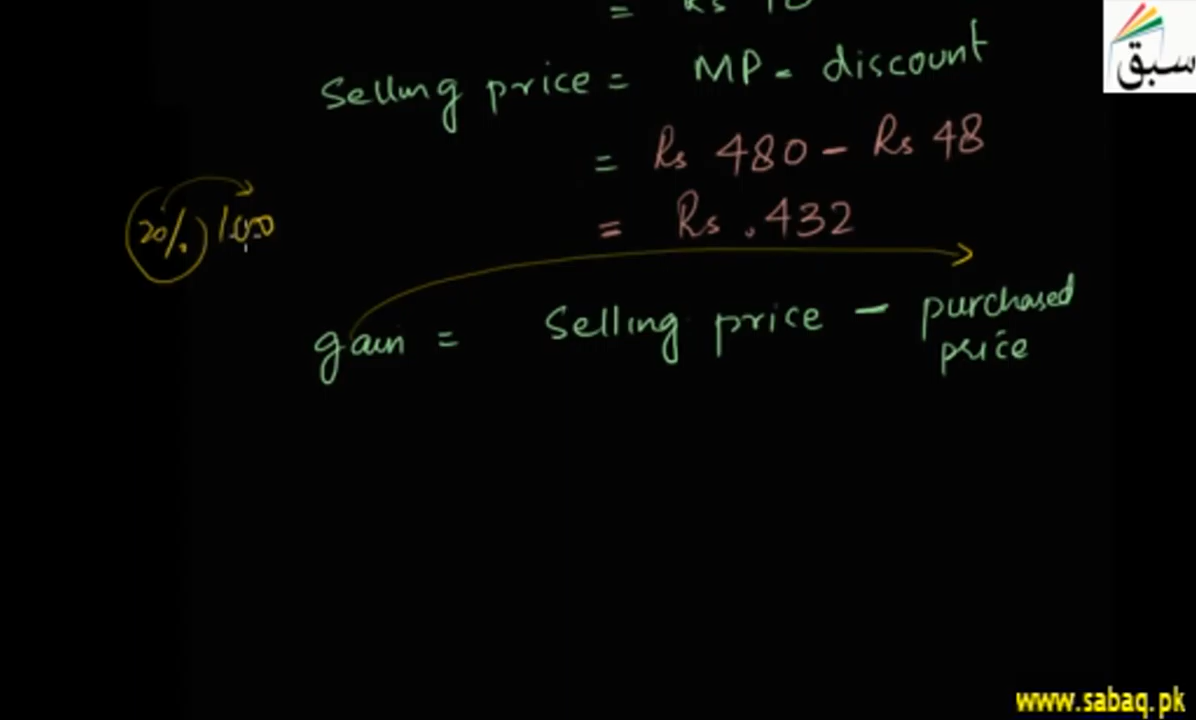 سبق
Selling price = MP - discount
= Rs 480 - Rs 48
20% 100
= Rs. 432
gain = Selling price - purchased
price
www.sabaq.pk